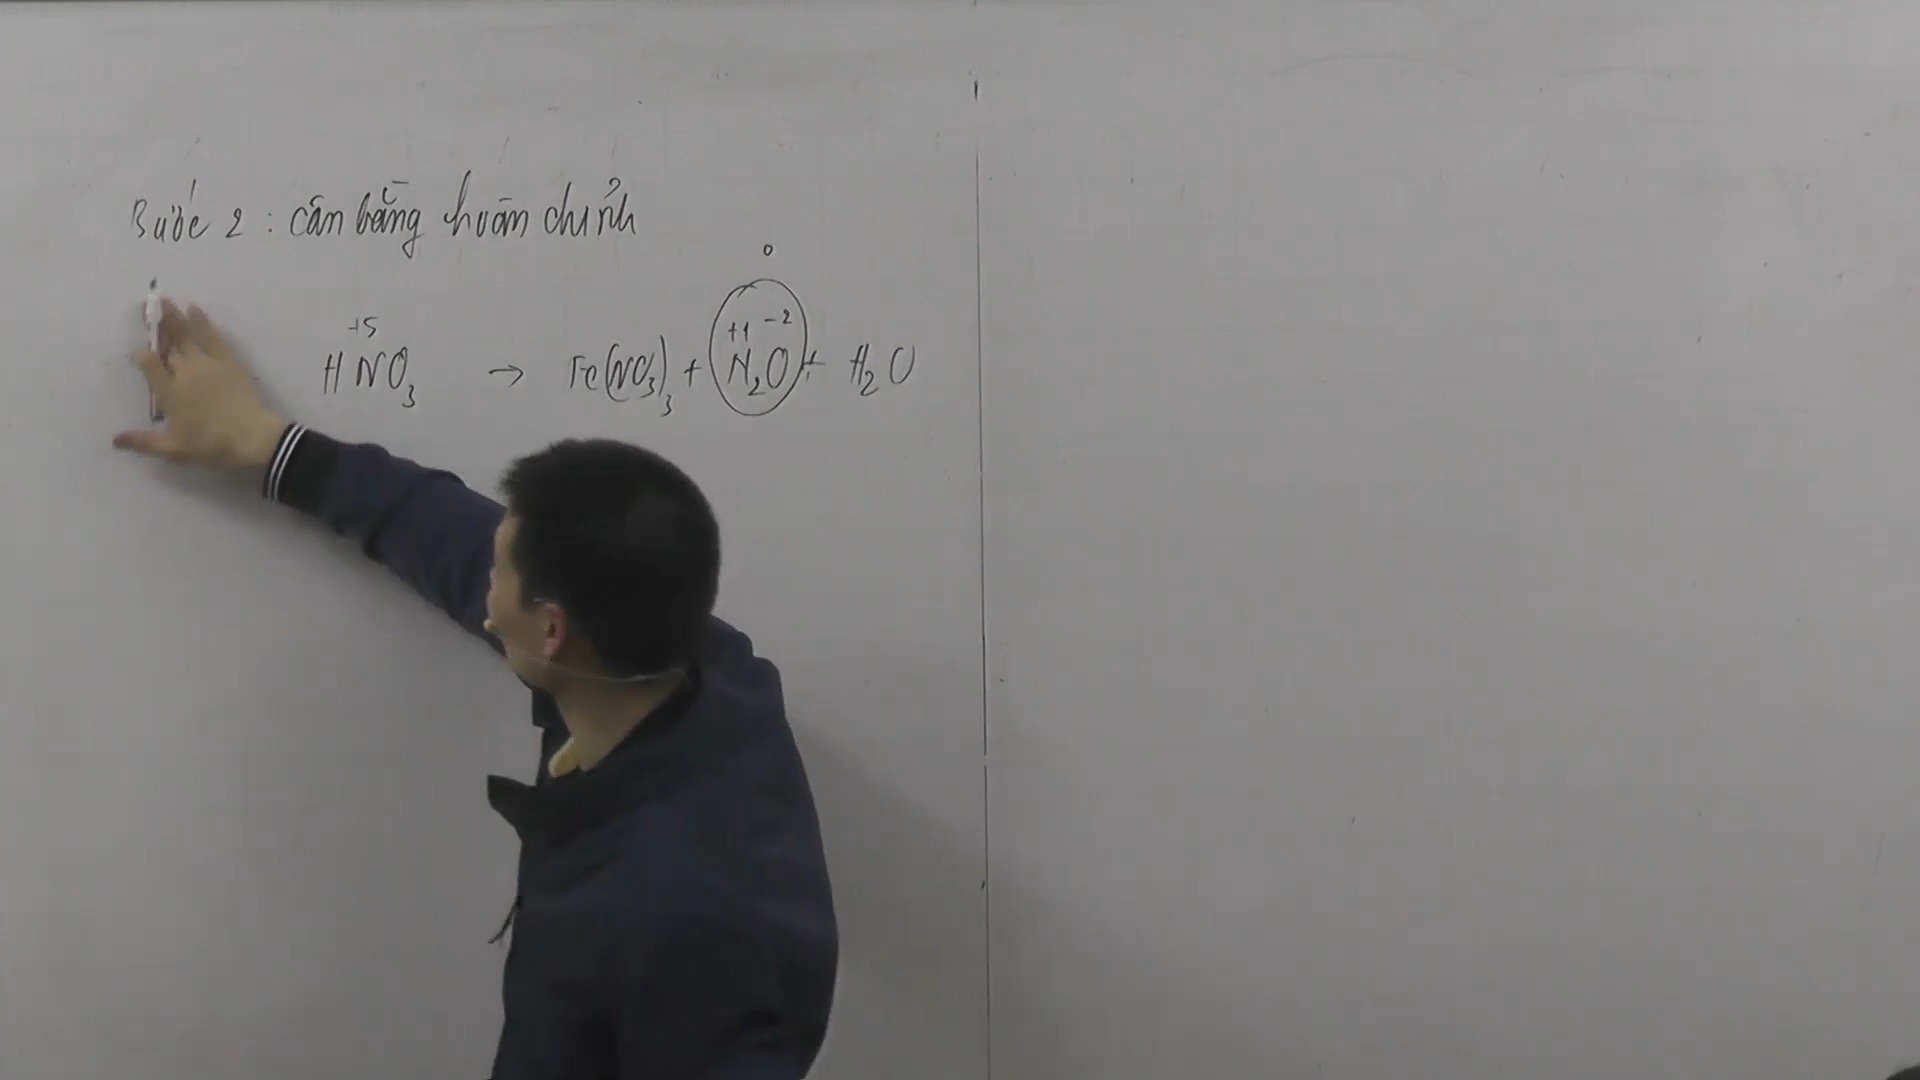 Bước 2 : cân bằng hoàn chỉnh
0
+5 +1 -2
HNO₃ → Fe(NO₃)₃ + N₂O + H₂O